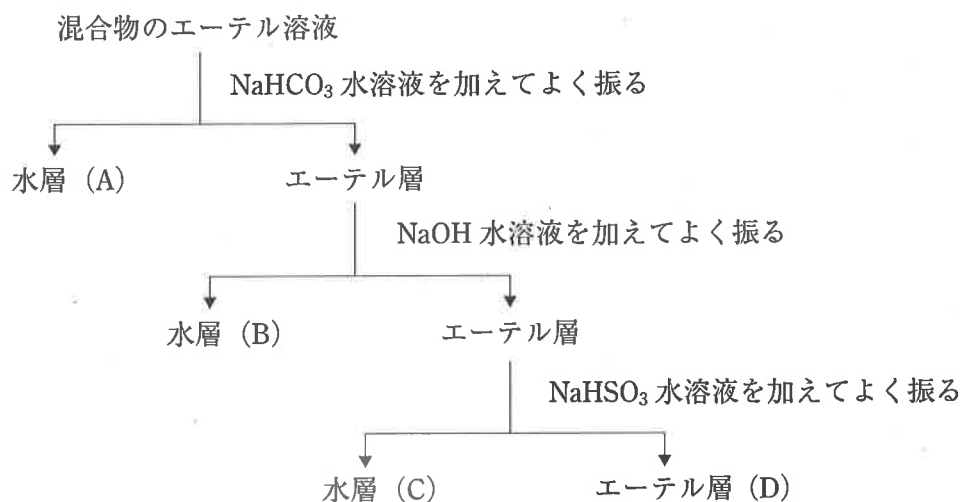 混合物のエーテル溶液
NaHCO₃ 水溶液を加えてよく振る
水層（A）
エーテル層
NaOH 水溶液を加えてよく振る
水層（B）
エーテル層
NaHSO₃ 水溶液を加えてよく振る
水層（C）
エーテル層（D）